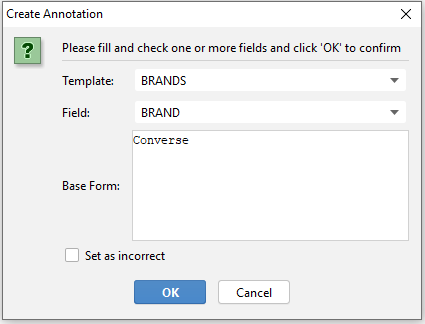 Create Annotation
Please fill and check one or more fields and click 'OK' to confirm
Template: BRANDS
Field: BRAND
Converse
Base Form:
Set as incorrect
OK Cancel